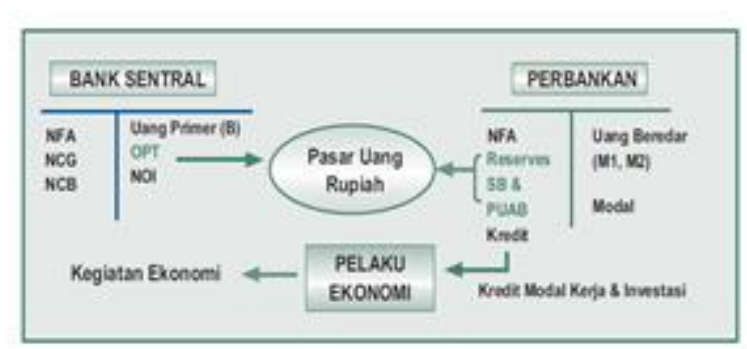 BANK SENTRAL
NFA
NCG
NCB
Uang Primer (B)
OPT
NOI
Pasar Uang
Rupiah
PERBANKAN
NFA
Reserves
SB &
PUAB
Kredit
Uang Beredar
(M1, M2)
Modal
Kegiatan Ekonomi
PELAKU
EKONOMI
Kredit Modal Kerja & Investasi